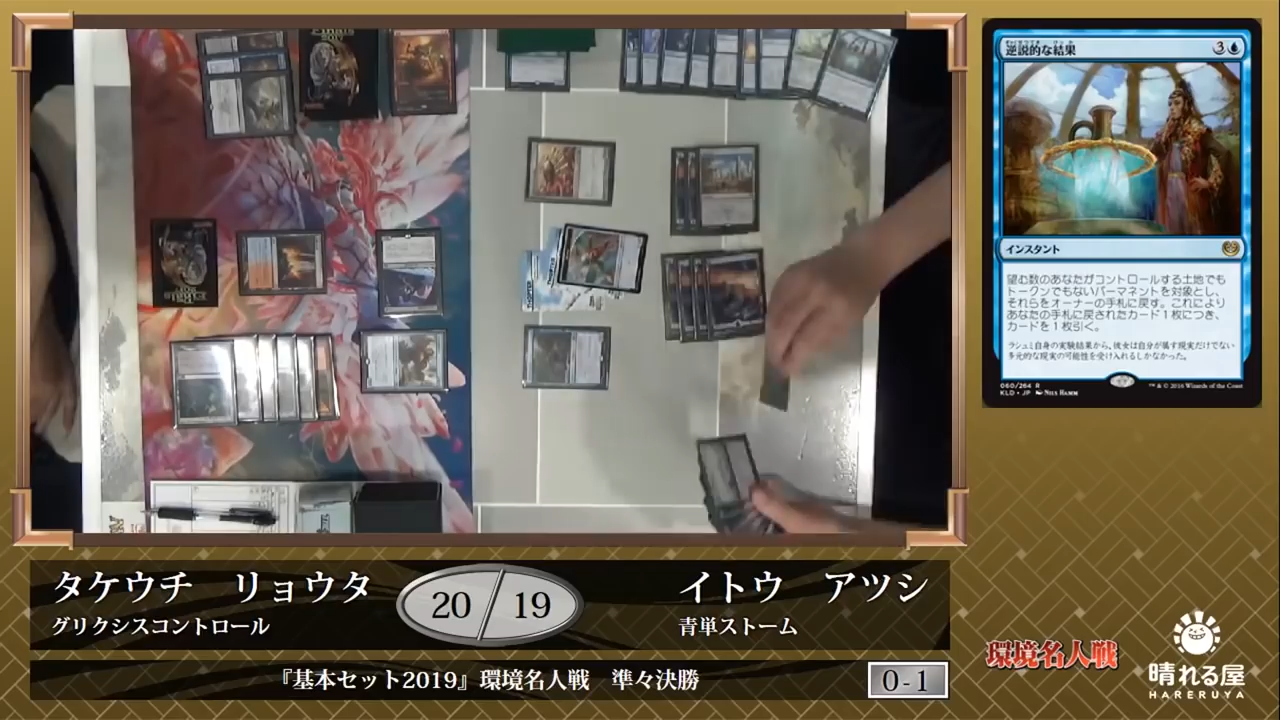 逆説的な結果
3
インスタント
望む数のあなたがコントロールする土地でも
トークンでもないパーマネントを対象とし、
それらをオーナーの手札に戻す。これにより
あなたの手札に戻されたカード1枚につき、
カードを1枚引く。
ラシュミ自身の実験結果から、彼女は自分が属す現実だけでない
多元的な現実の可能性を受け入れるしかなかった。
060/264 R
KLD・JP
™ & © 2016 Wizards of the Coast
タケウチ リョウタ
グリクシスコントロール
20 / 19
イトウ アツシ
青単ストーム
『基本セット2019』環境名人戦 準々決勝
0-1
環境名人戦
晴れる屋
HARERUYA